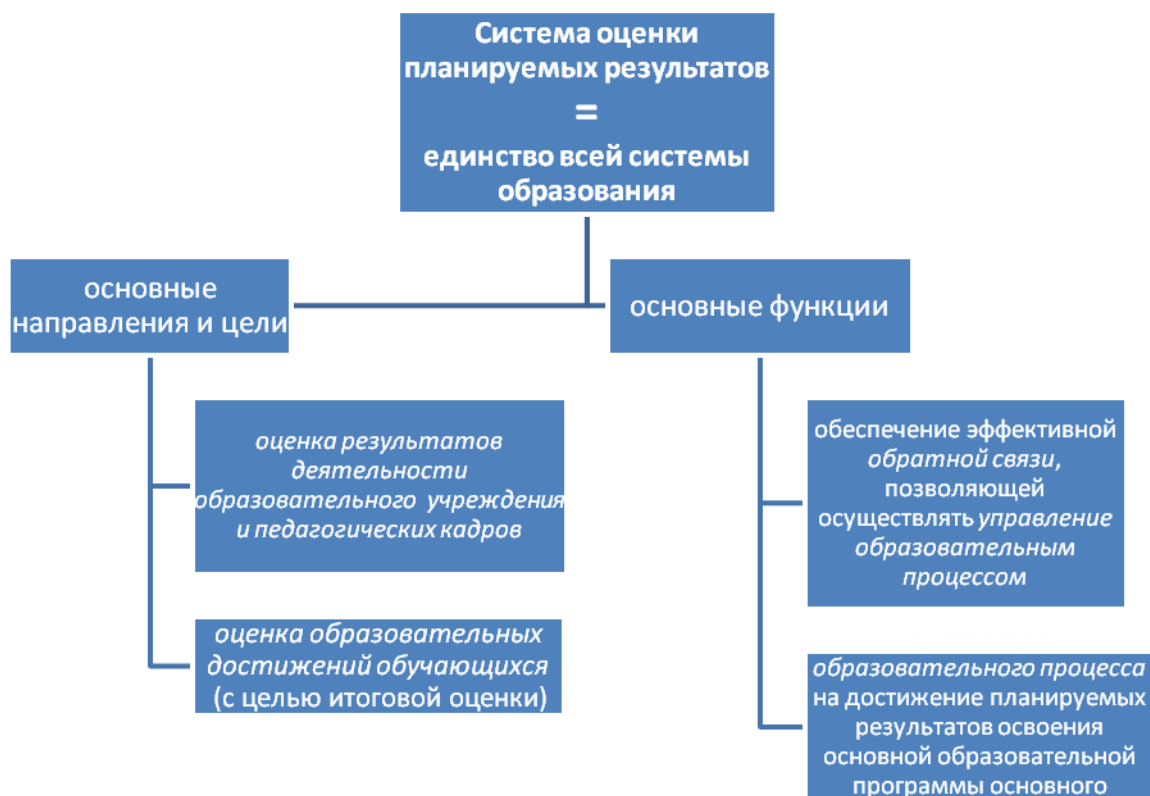 Система оценки
планируемых результатов
=
единство всей системы
образования
основные
направления и цели
оценка результатов
деятельности
образовательного учреждения
и педагогических кадров
оценка образовательных
достижений обучающихся
(с целью итоговой оценки)
основные функции
обеспечение эффективной
обратной связи,
позволяющей
осуществлять управление
образовательным
процессом
образовательного процесса
на достижение планируемых
результатов освоения
основной образовательной
программы основного